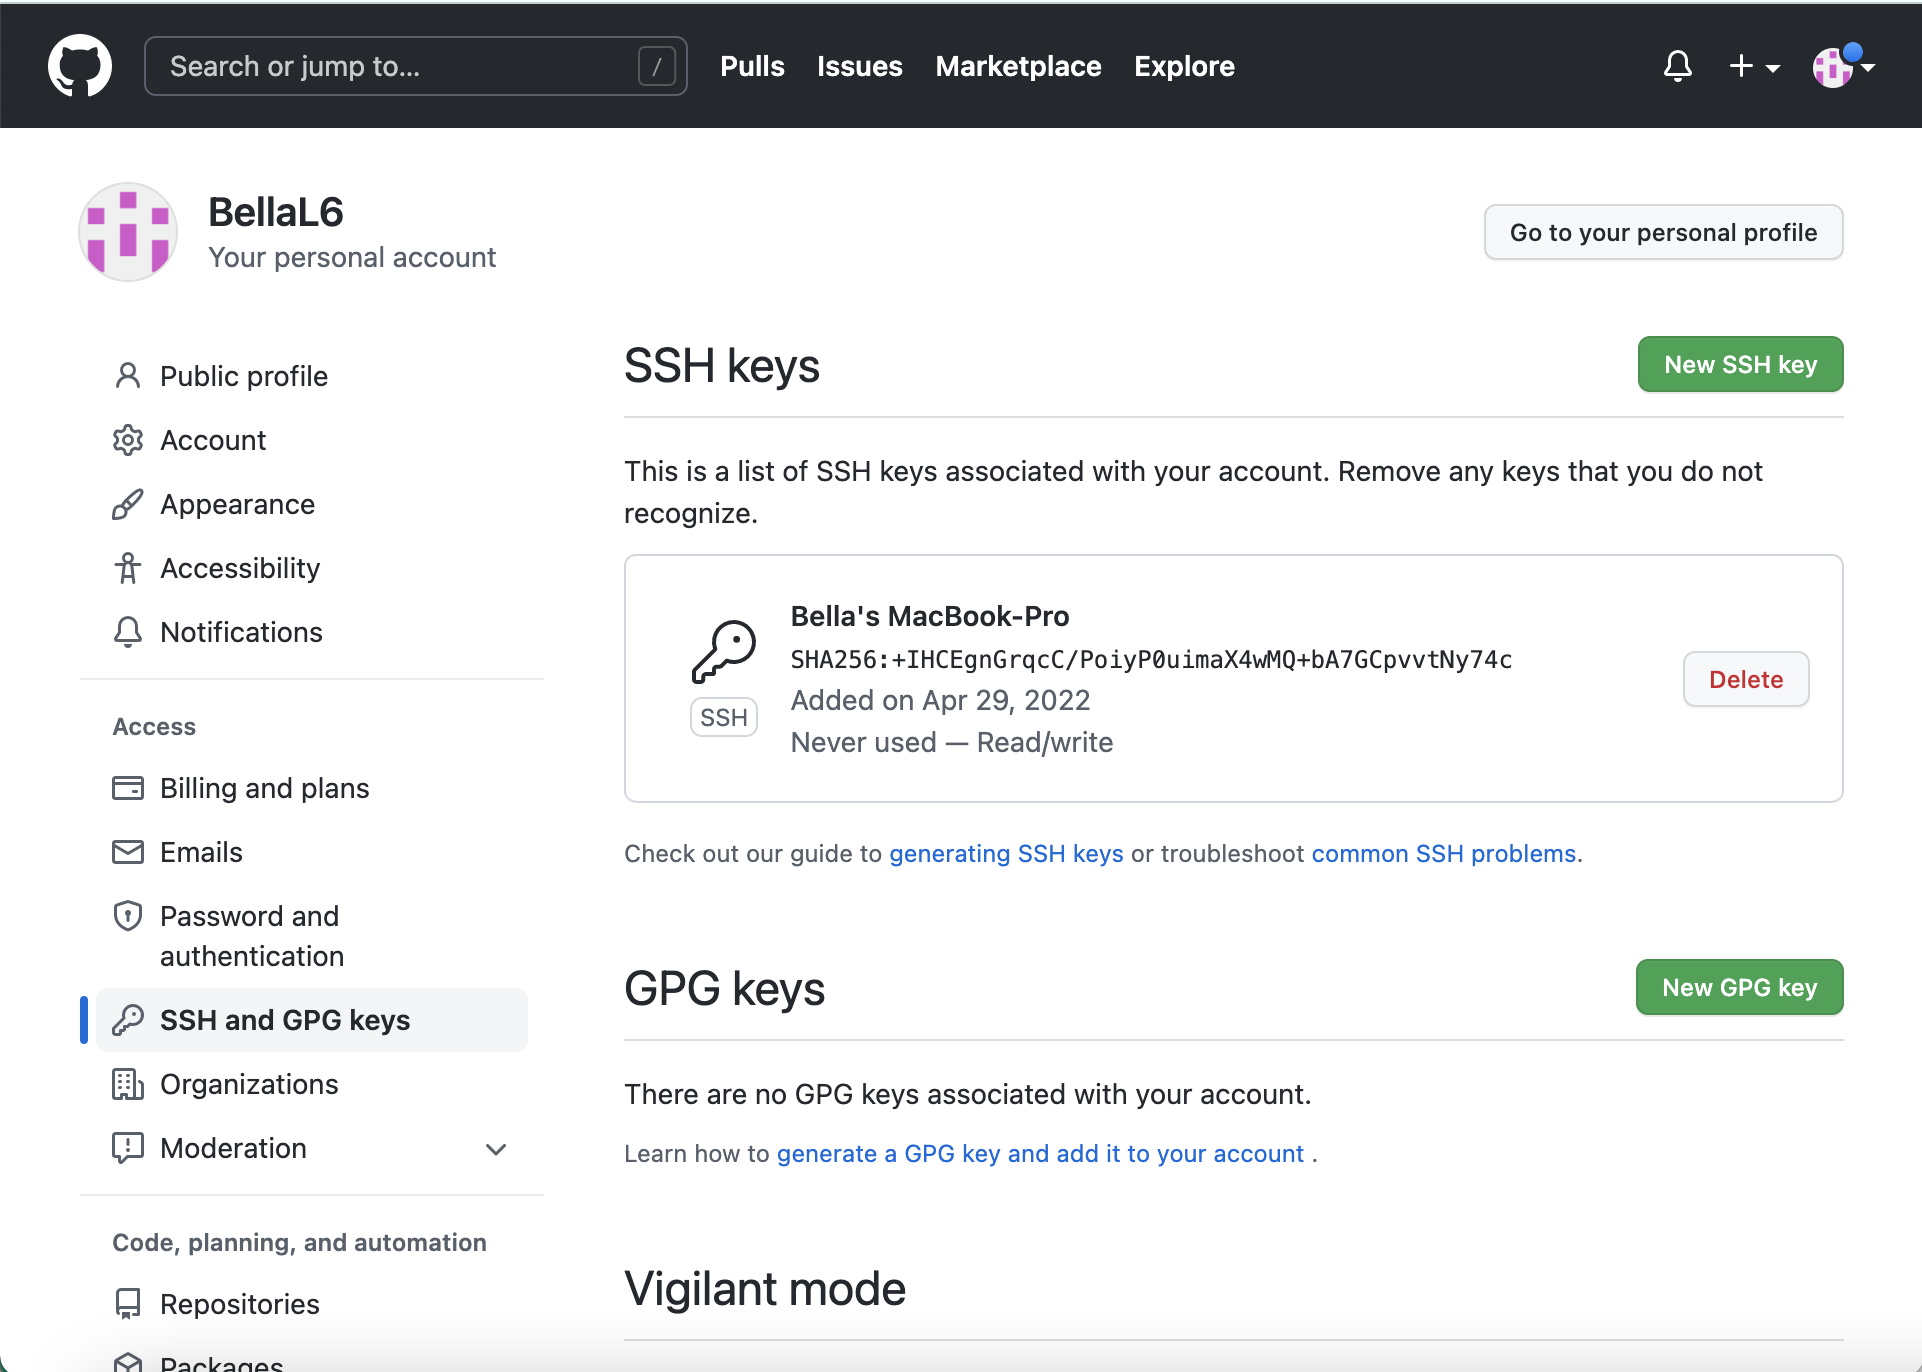 Search or jump to...
/
Pulls
Issues
Marketplace
Explore
BellaL6
Your personal account
Go to your personal profile
Public profile
Account
Appearance
Accessibility
Notifications
Access
Billing and plans
Emails
Password and
authentication
SSH and GPG keys
Organizations
Moderation
Code, planning, and automation
Repositories
Packages
SSH keys
New SSH key
This is a list of SSH keys associated with your account. Remove any keys that you do not
recognize.
Bella's MacBook-Pro
SHA256:+IHCEgnGrqcC/PoiyP0uimaX4wMQ+bA7GCpvvtNy74c
Added on Apr 29, 2022
Never used — Read/write
SSH
Delete
Check out our guide to generating SSH keys or troubleshoot common SSH problems.
GPG keys
New GPG key
There are no GPG keys associated with your account.
Learn how to generate a GPG key and add it to your account .
Vigilant mode